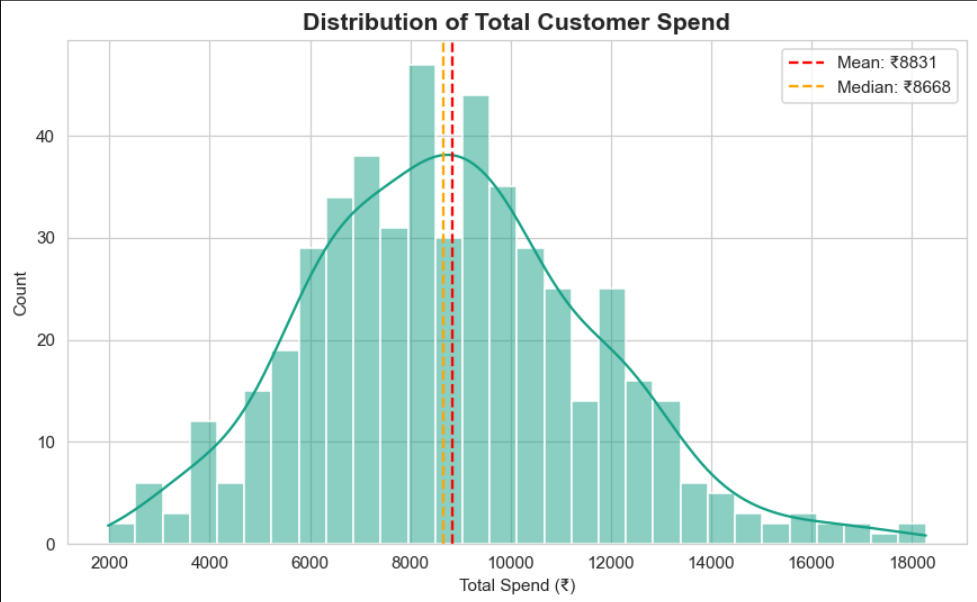 Distribution of Total Customer Spend
Mean: ₹8831
Median: ₹8668
Count
40
30
20
10
0
2000 4000 6000 8000 10000 12000 14000 16000 18000
Total Spend (₹)